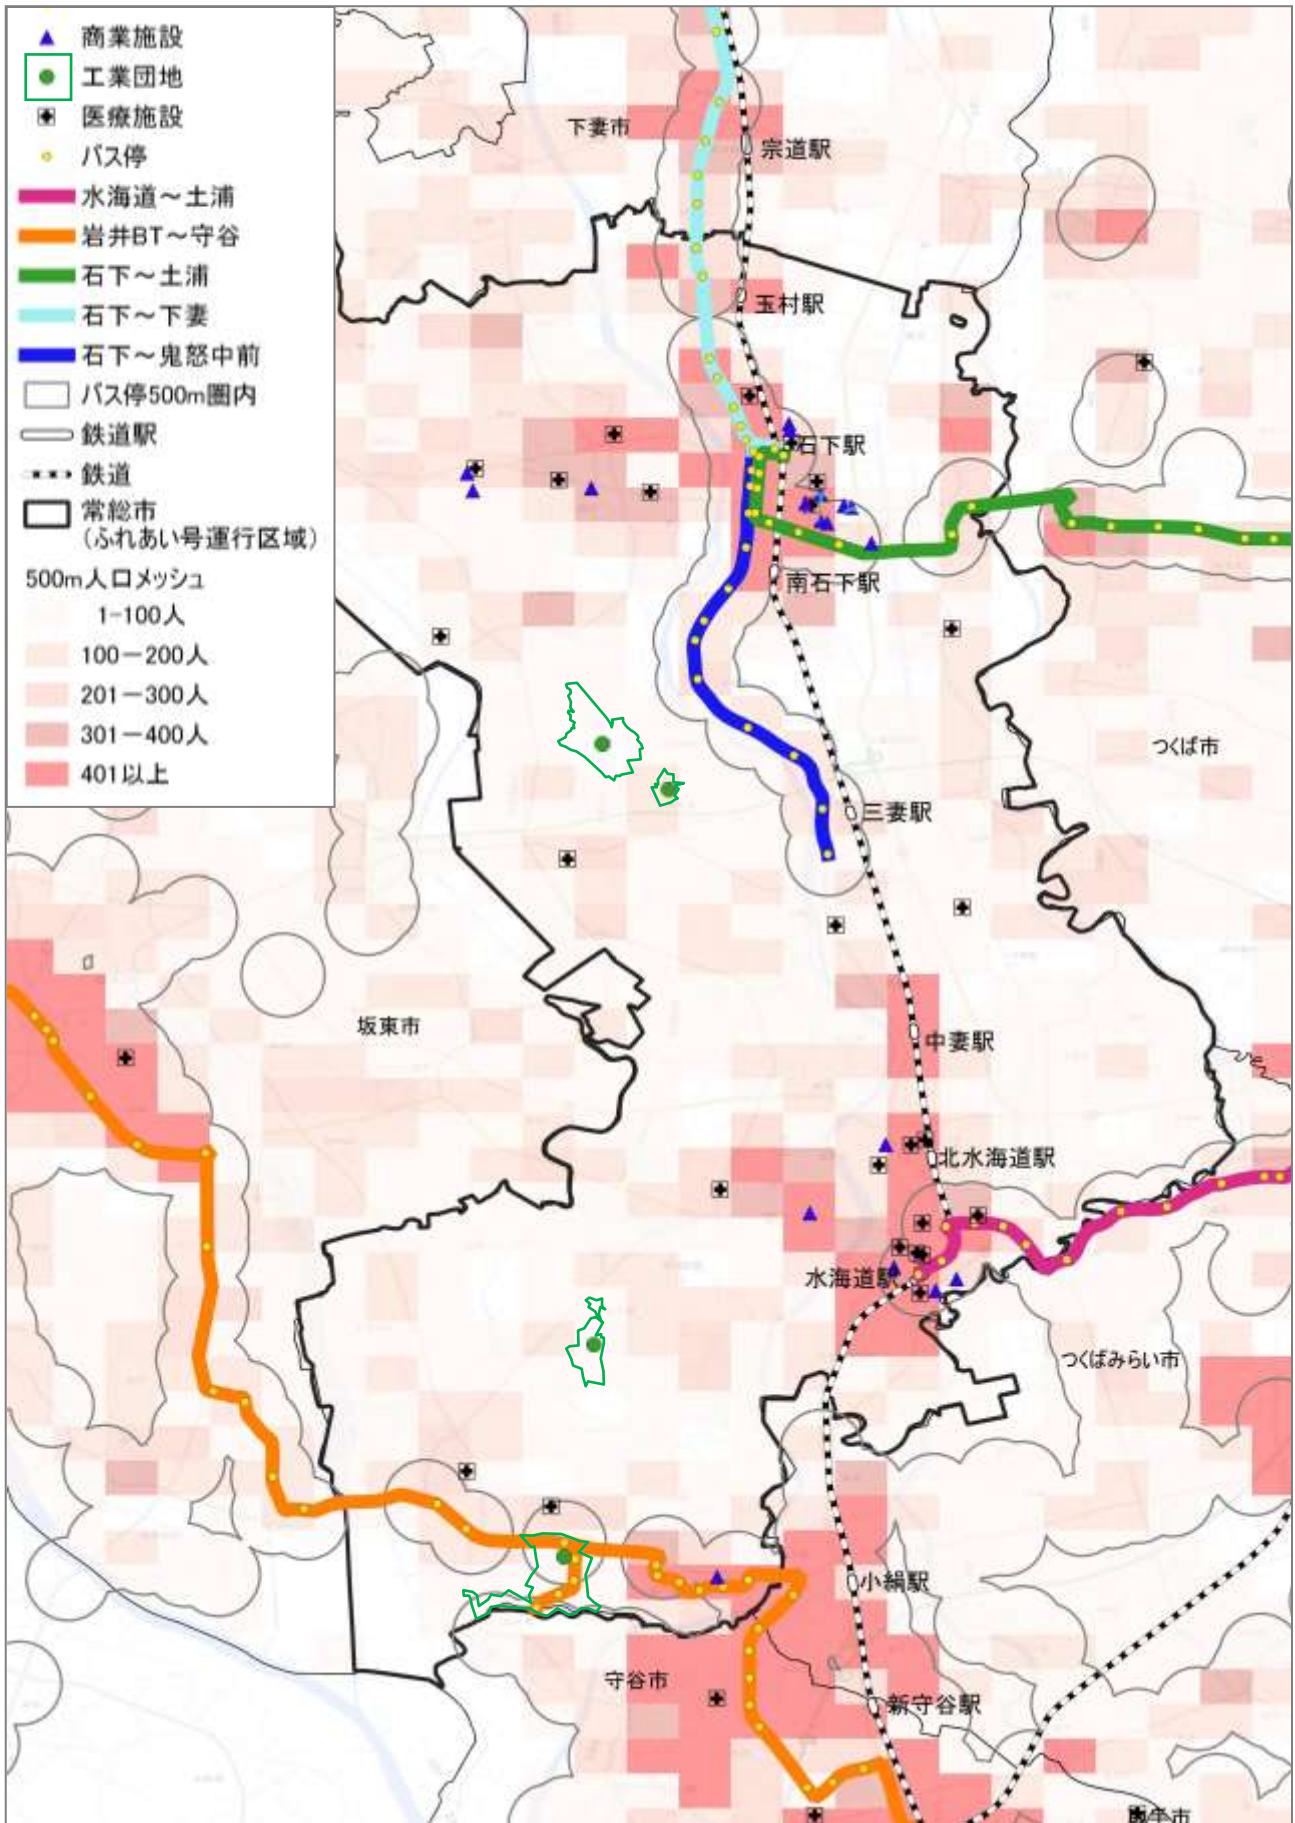 商業施設
工業団地
医療施設
バス停
水海道～土浦
岩井BT～守谷
石下～土浦
石下～下妻
石下～鬼怒中前
バス停500m圏内
鉄道駅
鉄道
常総市
(ふれあい号運行区域)
500m人口メッシュ
1-100人
100－200人
201－300人
301－400人
401以上
下妻市
宗道駅
玉村駅
石下駅
南石下駅
つくば市
三妻駅
坂東市
中妻駅
北水海道駅
水海道駅
つくばみらい市
小絹駅
守谷市
新守谷駅